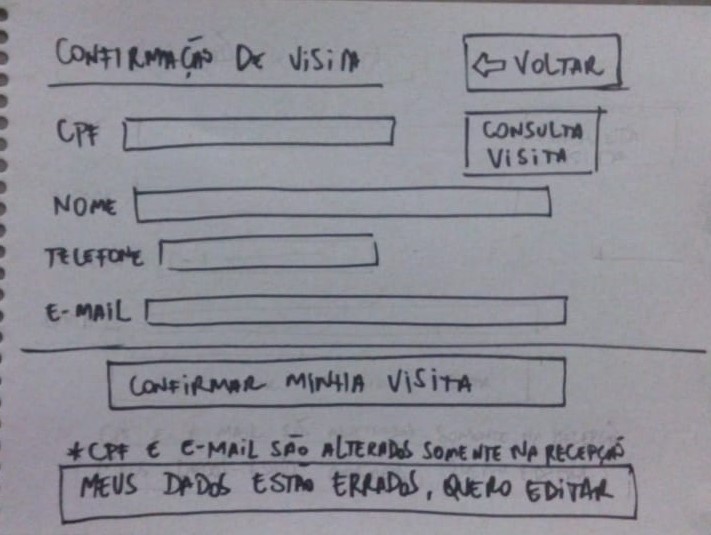 CONFIRMAÇÃO DE VISITA
VOLTAR
CPF
CONSULTA
VISITA
NOME
TELEFONE
E-MAIL
CONFIRMAR MINHA VISITA
*CPF E E-MAIL SÃO ALTERADOS SOMENTE NA RECEPÇÃO
MEUS DADOS ESTÃO ERRADOS, QUERO EDITAR